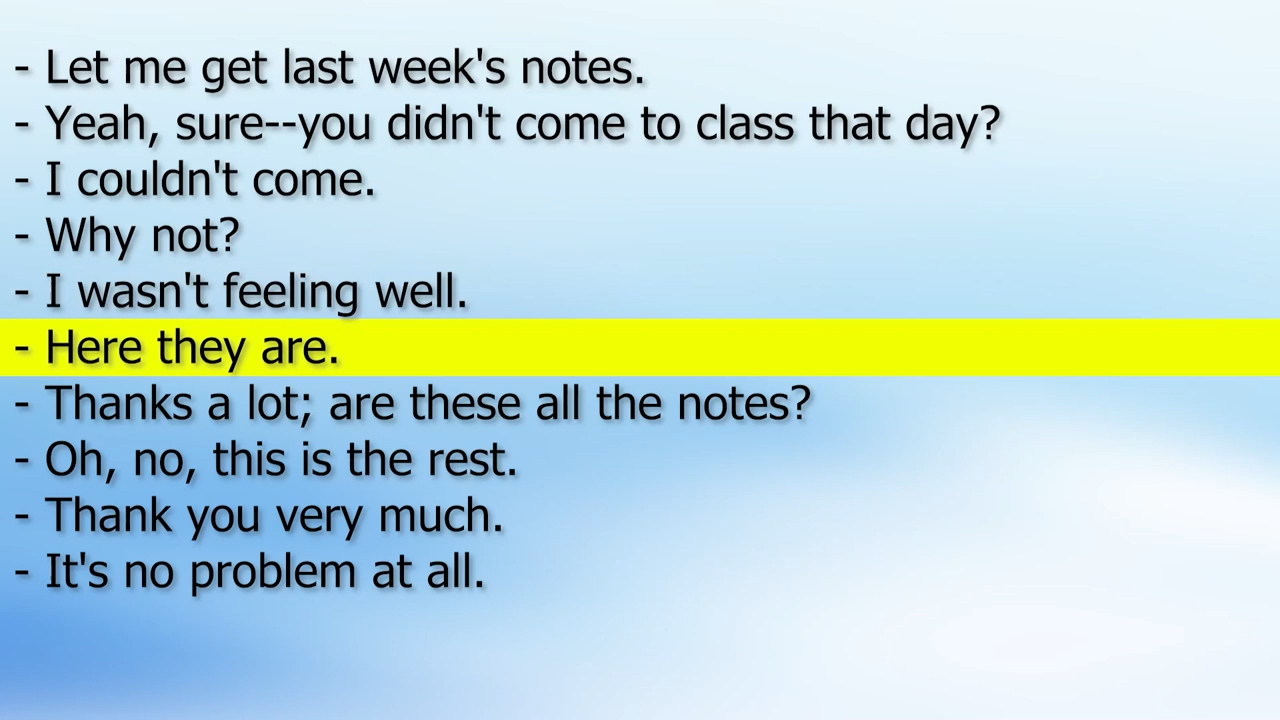 - Let me get last week's notes.
- Yeah, sure--you didn't come to class that day?
- I couldn't come.
- Why not?
- I wasn't feeling well.
- Here they are.
- Thanks a lot; are these all the notes?
- Oh, no, this is the rest.
- Thank you very much.
- It's no problem at all.